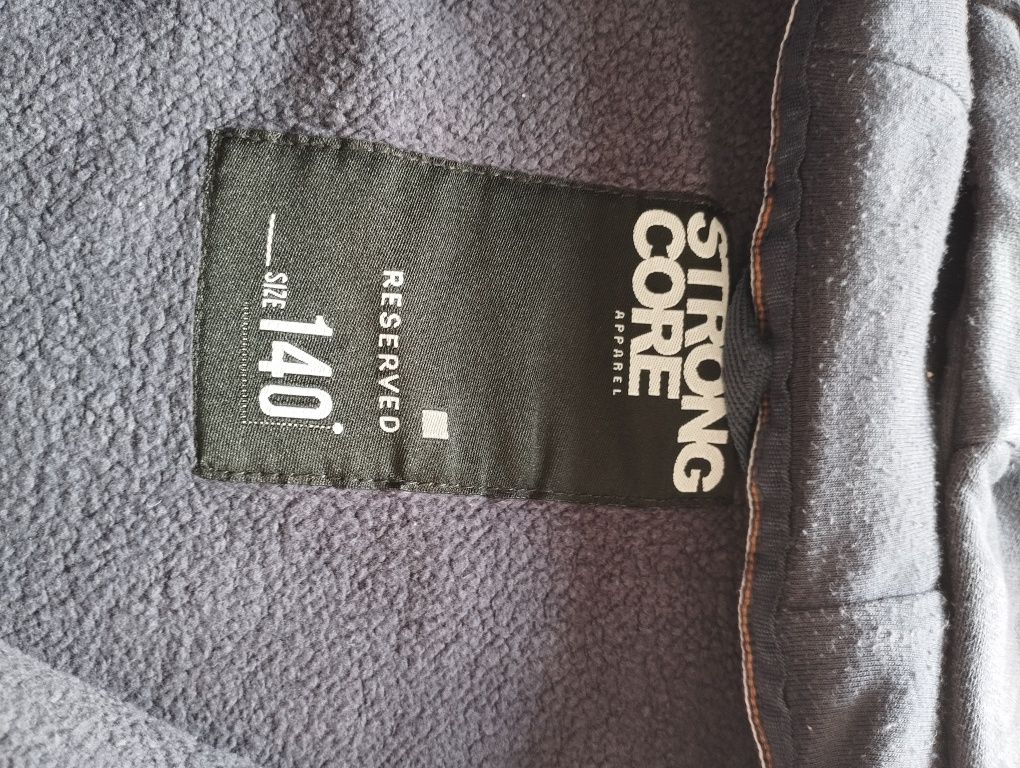 STRONG
CORE
APPAREL
RESERVED
SIZE 140